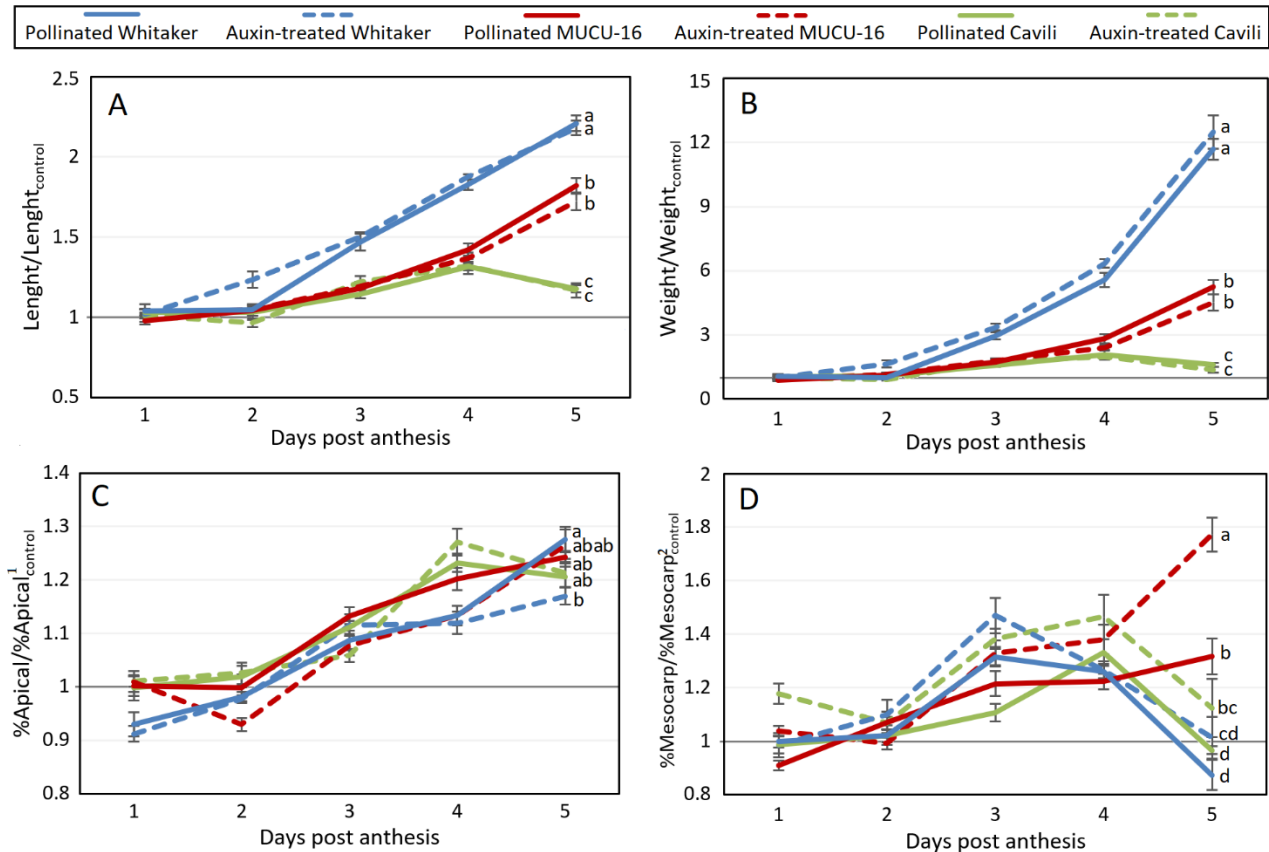 Pollinated Whitaker Auxin-treated Whitaker Pollinated MUCU-16 Auxin-treated MUCU-16 Pollinated Cavili Auxin-treated Cavili
A
Lenght/Lenght control
2.5
2
1.5
1
0.5
a
a
b
b
c
c
1 2 3 4 5
Days post anthesis
B
Weight/Weight control
15
12
9
6
3
0
a
a
b
b
c
c
1 2 3 4 5
Days post anthesis
C
%Apical/%Apical 1 control
1.4
1.3
1.2
1.1
1
0.9
0.8
a
abab
ab
ab
b
1 2 3 4 5
Days post anthesis
D
%Mesocarp/%Mesocarp 2 control
2
1.8
1.6
1.4
1.2
1
0.8
a
b
bc
cd
d
d
1 2 3 4 5
Days post anthesis